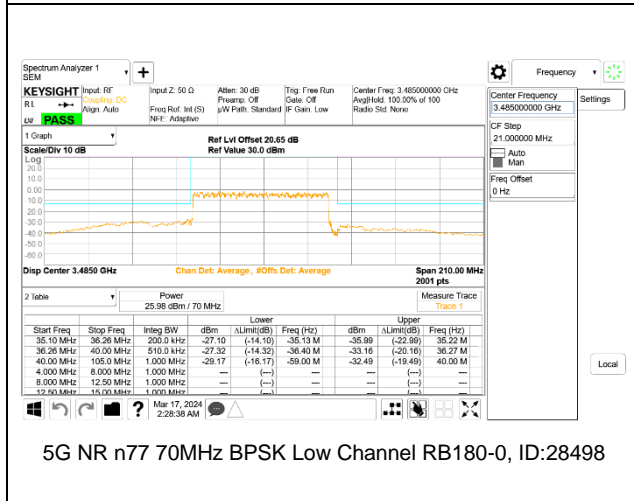 Spectrum Analyzer 1
SEM
+
Frequency
KEYSIGHT Input: RF Input Z: 50 Ω Atten: 30 dB Trig: Free Run Center Freq: 3.485000000 GHz
RL Coupling: DC Preamp: Off Gate: Off Avg|Hold: 100.00% of 100
Align: Auto Freq Ref: Int (S) µW Path: Standard IF Gain: Low Radio Std: None
PASS NFE: Adaptive
Center Frequency
3.485000000 GHz
Settings
CF Step
21.000000 MHz
Auto
Man
Freq Offset
0 Hz
1 Graph
Ref Lvl Offset 20.65 dB
Scale/Div 10 dB Ref Value 30.0 dBm
Log
20.0
10.0
0.00
-10.0
-20.0
-30.0
-40.0
-50.0
-60.0
Disp Center 3.4850 GHz Chan Det: Average , #Offs Det: Average Span 210.00 MHz
2001 pts
2 Table Power Measure Trace
25.98 dBm / 70 MHz Trace 1
Lower Upper
Start Freq Stop Freq Integ BW dBm ΔLimit(dB) Freq (Hz) dBm ΔLimit(dB) Freq (Hz)
35.10 MHz 36.26 MHz 200.0 kHz -27.10 (-14.10) -35.13 M -35.99 (-22.99) 35.22 M
36.26 MHz 40.00 MHz 510.0 kHz -27.32 (-14.32) -36.40 M -33.16 (-20.16) 36.27 M
40.00 MHz 105.0 MHz 1.000 MHz -29.17 (-16.17) -59.00 M -32.49 (-19.49) 40.00 M
4.000 MHz 8.000 MHz 1.000 MHz --- (---) --- --- (---) ---
8.000 MHz 12.50 MHz 1.000 MHz --- (---) --- --- (---) ---
12.50 MHz 15.00 MHz 1.000 MHz --- (---) --- --- (---) ---
Local
? Mar 17, 2024
2:28:38 AM
5G NR n77 70MHz BPSK Low Channel RB180-0, ID:28498